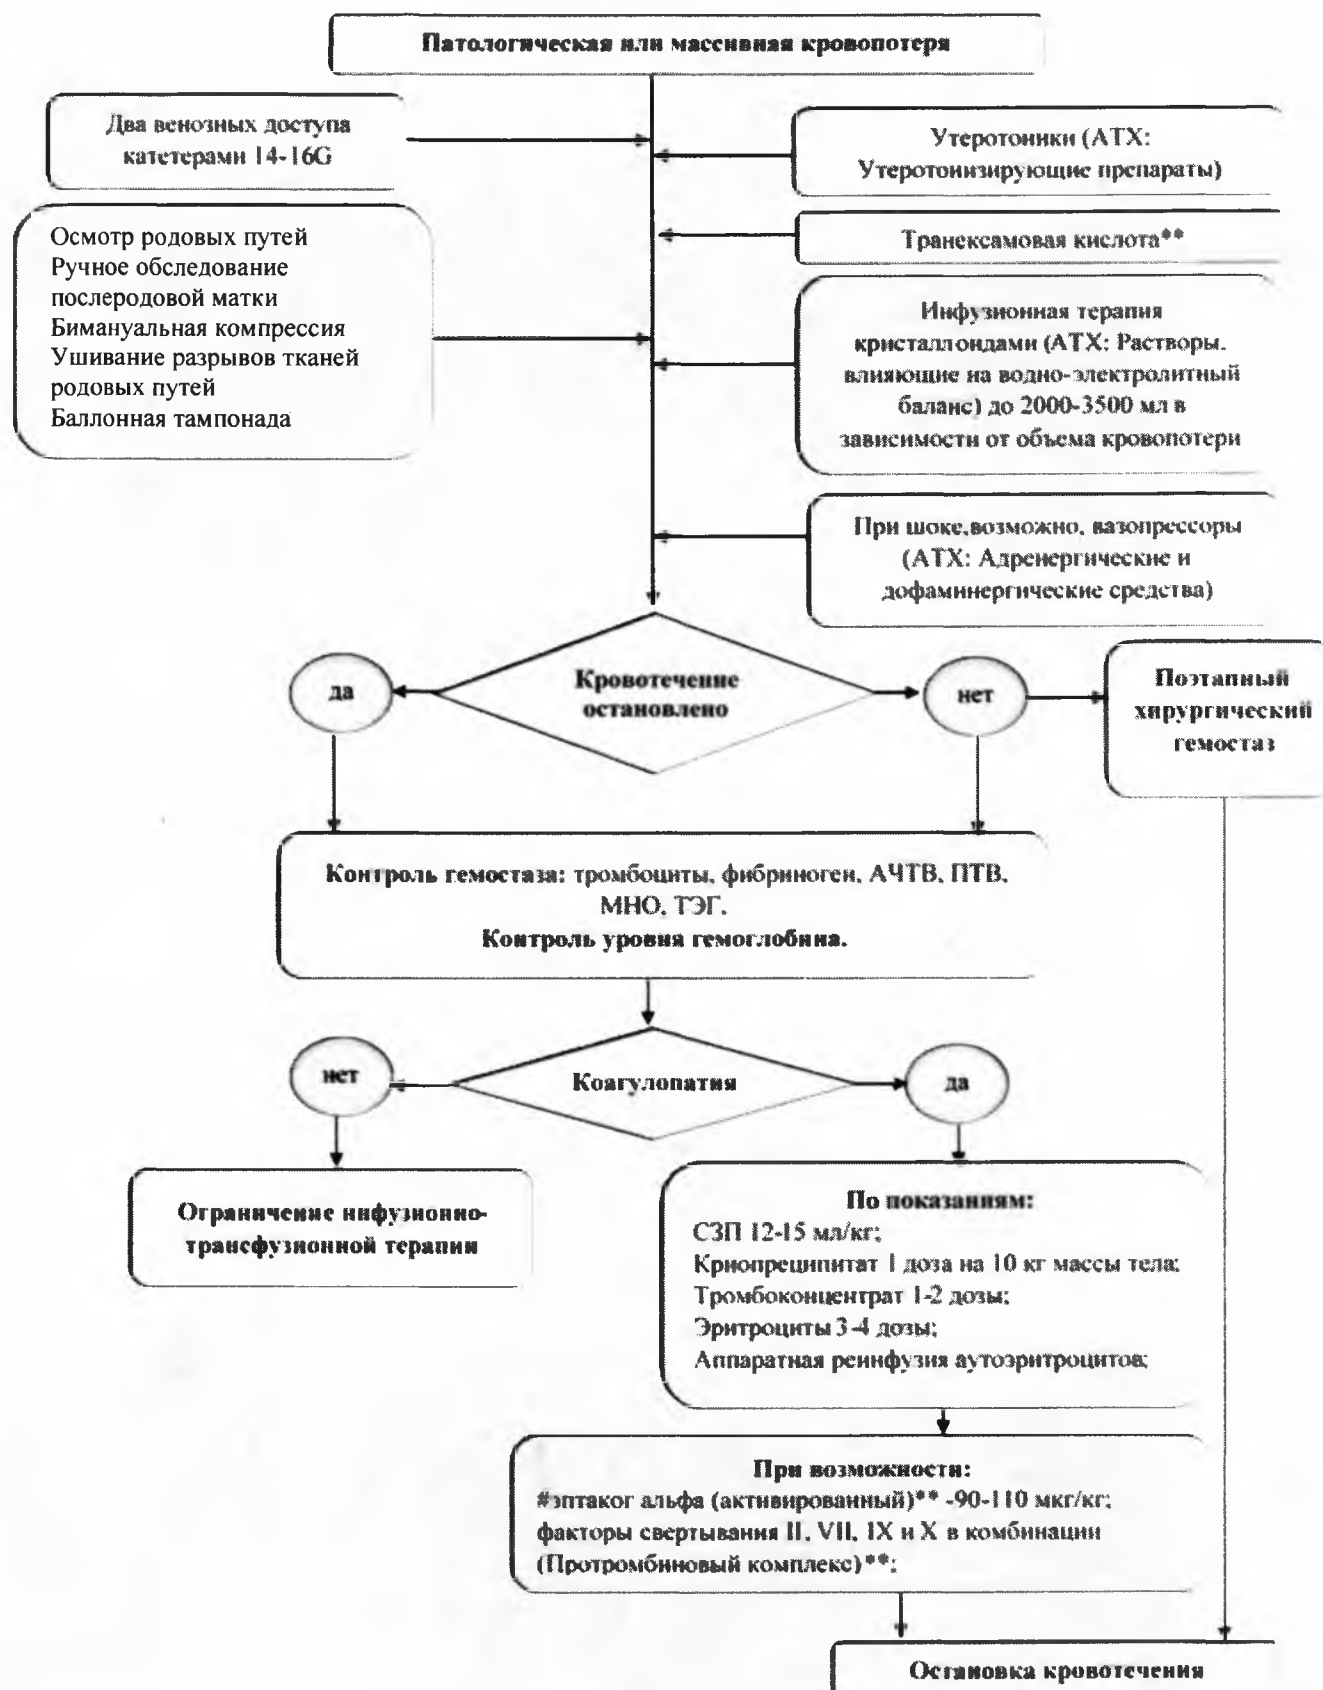 Патологическая или массивная кровопотеря
Два венозных доступа
катетерами 14-16G
Утеротоники (АТХ:
Утеротонизирующие препараты)
Осмотр родовых путей
Ручное обследование
послеродовой матки
Бимануальная компрессия
Ушивание разрывов тканей
родовых путей
Баллонная тампонада
Транексамовая кислота**
Инфузионная терапия
кристаллоидами (АТХ: Растворы,
влияющие на водно-электролитный
баланс) до 2000-3500 мл в
зависимости от объема кровопотери
При шоке,возможно, вазопрессоры
(АТХ: Адренергические и
дофаминергические средства)
да
Кровотечение
остановлено
нет
Поэтапный
хирургический
гемостаз
Контроль гемостаза: тромбоциты, фибриноген, АЧТВ, ПТВ,
МНО, ТЭГ.
Контроль уровня гемоглобина.
нет
Коагулопатия
да
Ограничение инфузионно-
трансфузионной терапии
По показаниям:
СЗП 12-15 мл/кг;
Криопреципитат 1 доза на 10 кг массы тела;
Тромбоконцентрат 1-2 дозы;
Эритроциты 3-4 дозы;
Аппаратная реинфузия аутоэритроцитов;
При возможности:
#эптаког альфа (активированный)** -90-110 мкг/кг;
факторы свертывания II, VII, IX и X в комбинации
(Протромбиновый комплекс)**;
Остановка кровотечения